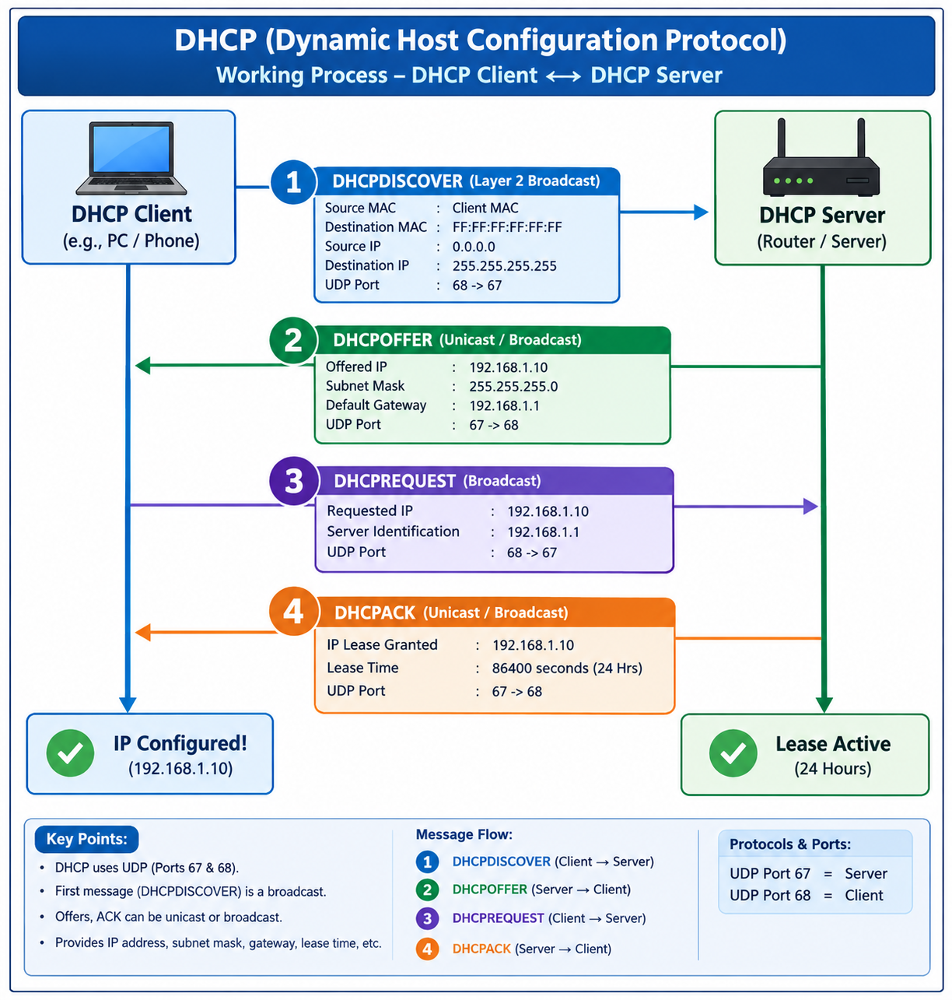 DHCP (Dynamic Host Configuration Protocol)
Working Process – DHCP Client ⟷ DHCP Server
DHCP Client
(e.g., PC / Phone)
DHCP Server
(Router / Server)
1
DHCPDISCOVER (Layer 2 Broadcast)
Source MAC : Client MAC
Destination MAC : FF:FF:FF:FF:FF:FF
Source IP : 0.0.0.0
Destination IP : 255.255.255.255
UDP Port : 68 -> 67
2
DHCPOFFER (Unicast / Broadcast)
Offered IP : 192.168.1.10
Subnet Mask : 255.255.255.0
Default Gateway : 192.168.1.1
UDP Port : 67 -> 68
3
DHCPREQUEST (Broadcast)
Requested IP : 192.168.1.10
Server Identification : 192.168.1.1
UDP Port : 68 -> 67
4
DHCPACK (Unicast / Broadcast)
IP Lease Granted : 192.168.1.10
Lease Time : 86400 seconds (24 Hrs)
UDP Port : 67 -> 68
IP Configured!
(192.168.1.10)
Lease Active
(24 Hours)
Key Points:
• DHCP uses UDP (Ports 67 & 68).
• First message (DHCPDISCOVER) is a broadcast.
• Offers, ACK can be unicast or broadcast.
• Provides IP address, subnet mask, gateway, lease time, etc.
Message Flow:
1 DHCPDISCOVER (Client → Server)
2 DHCPOFFER (Server → Client)
3 DHCPREQUEST (Client → Server)
4 DHCPACK (Server → Client)
Protocols & Ports:
UDP Port 67 = Server
UDP Port 68 = Client